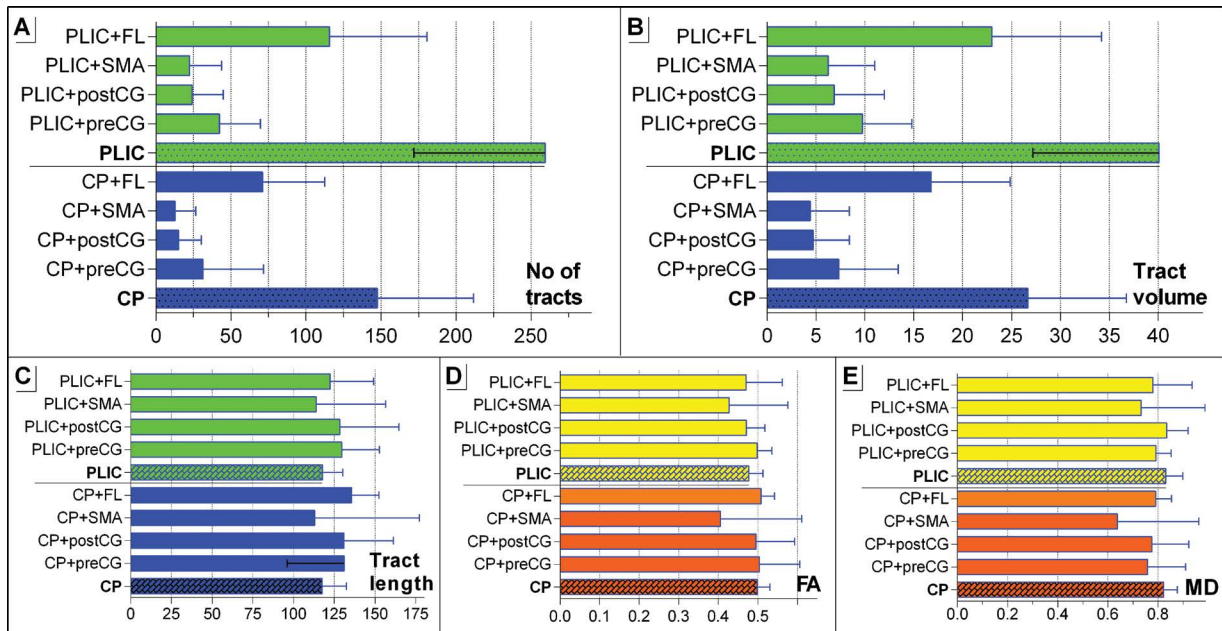 A
PLIC+FL
PLIC+SMA
PLIC+postCG
PLIC+preCG
PLIC
CP+FL
CP+SMA
CP+postCG
CP+preCG
CP
No of
tracts
0 50 100 150 200 250
B
PLIC+FL
PLIC+SMA
PLIC+postCG
PLIC+preCG
PLIC
CP+FL
CP+SMA
CP+postCG
CP+preCG
CP
Tract
volume
0 5 10 15 20 25 30 35 40
C
PLIC+FL
PLIC+SMA
PLIC+postCG
PLIC+preCG
PLIC
CP+FL
CP+SMA
CP+postCG
CP+preCG
CP
Tract
length
0 25 50 75 100 125 150 175
D
PLIC+FL
PLIC+SMA
PLIC+postCG
PLIC+preCG
PLIC
CP+FL
CP+SMA
CP+postCG
CP+preCG
CP
FA
0.0 0.1 0.2 0.3 0.4 0.5
E
PLIC+FL
PLIC+SMA
PLIC+postCG
PLIC+preCG
PLIC
CP+FL
CP+SMA
CP+postCG
CP+preCG
CP
MD
0.0 0.2 0.4 0.6 0.8